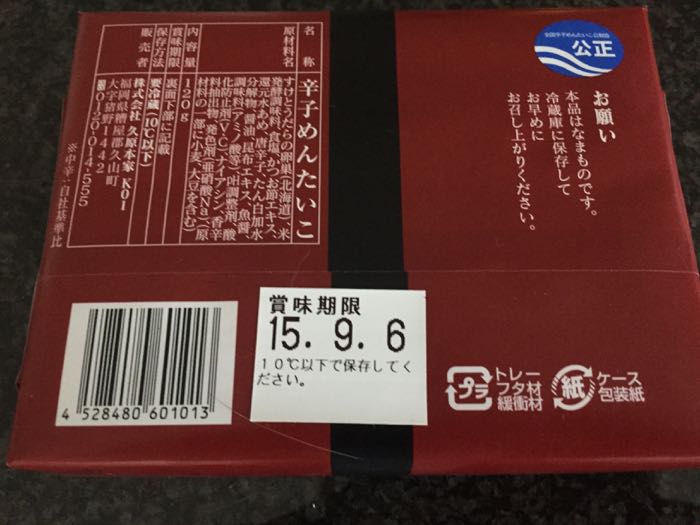 全国辛子めんたいこ公取協
公正
お願い
本品はなまものです。
冷蔵庫に保存して
お早めに
お召し上がりください。
名称 辛子めんたいこ
原材料名 すけとうだらの卵巣(北海道)、米
発酵調味料、食塩、かつお節エキス、
還元水あめ、唐辛子、たん白加水
分解物、醤油、昆布エキス、魚醤、
調味料(アミノ酸等)、pH調整剤、酸
化防止剤(V.C)、ナイアシン、香辛
料抽出物、発色剤(亜硝酸Na)、(原
材料の一部に小麦、大豆を含む)
内容量 120g
賞味期限 裏面下部に記載
保存方法 要冷蔵(10℃以下)
販売者 株式会社 久原本家 K01
福岡県糟屋郡久山町
大字猪野1442
0120-014-555
※中辛…自社基準比
賞味期限
15. 9. 6
10℃以下で保存してく
ださい。
4 528480 601013
プラ
トレー
フタ材
緩衝材
紙
ケース
包装紙